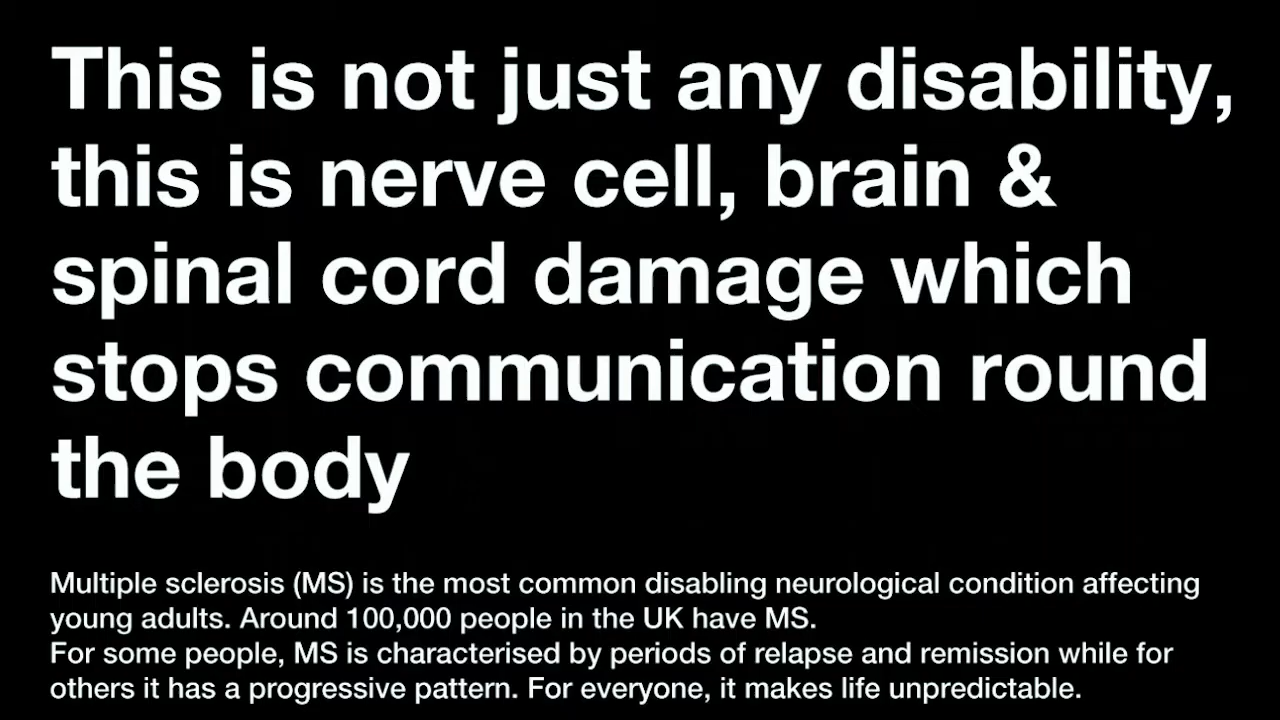 This is not just any disability,
this is nerve cell, brain &
spinal cord damage which
stops communication round
the body
Multiple sclerosis (MS) is the most common disabling neurological condition affecting
young adults. Around 100,000 people in the UK have MS.
For some people, MS is characterised by periods of relapse and remission while for
others it has a progressive pattern. For everyone, it makes life unpredictable.